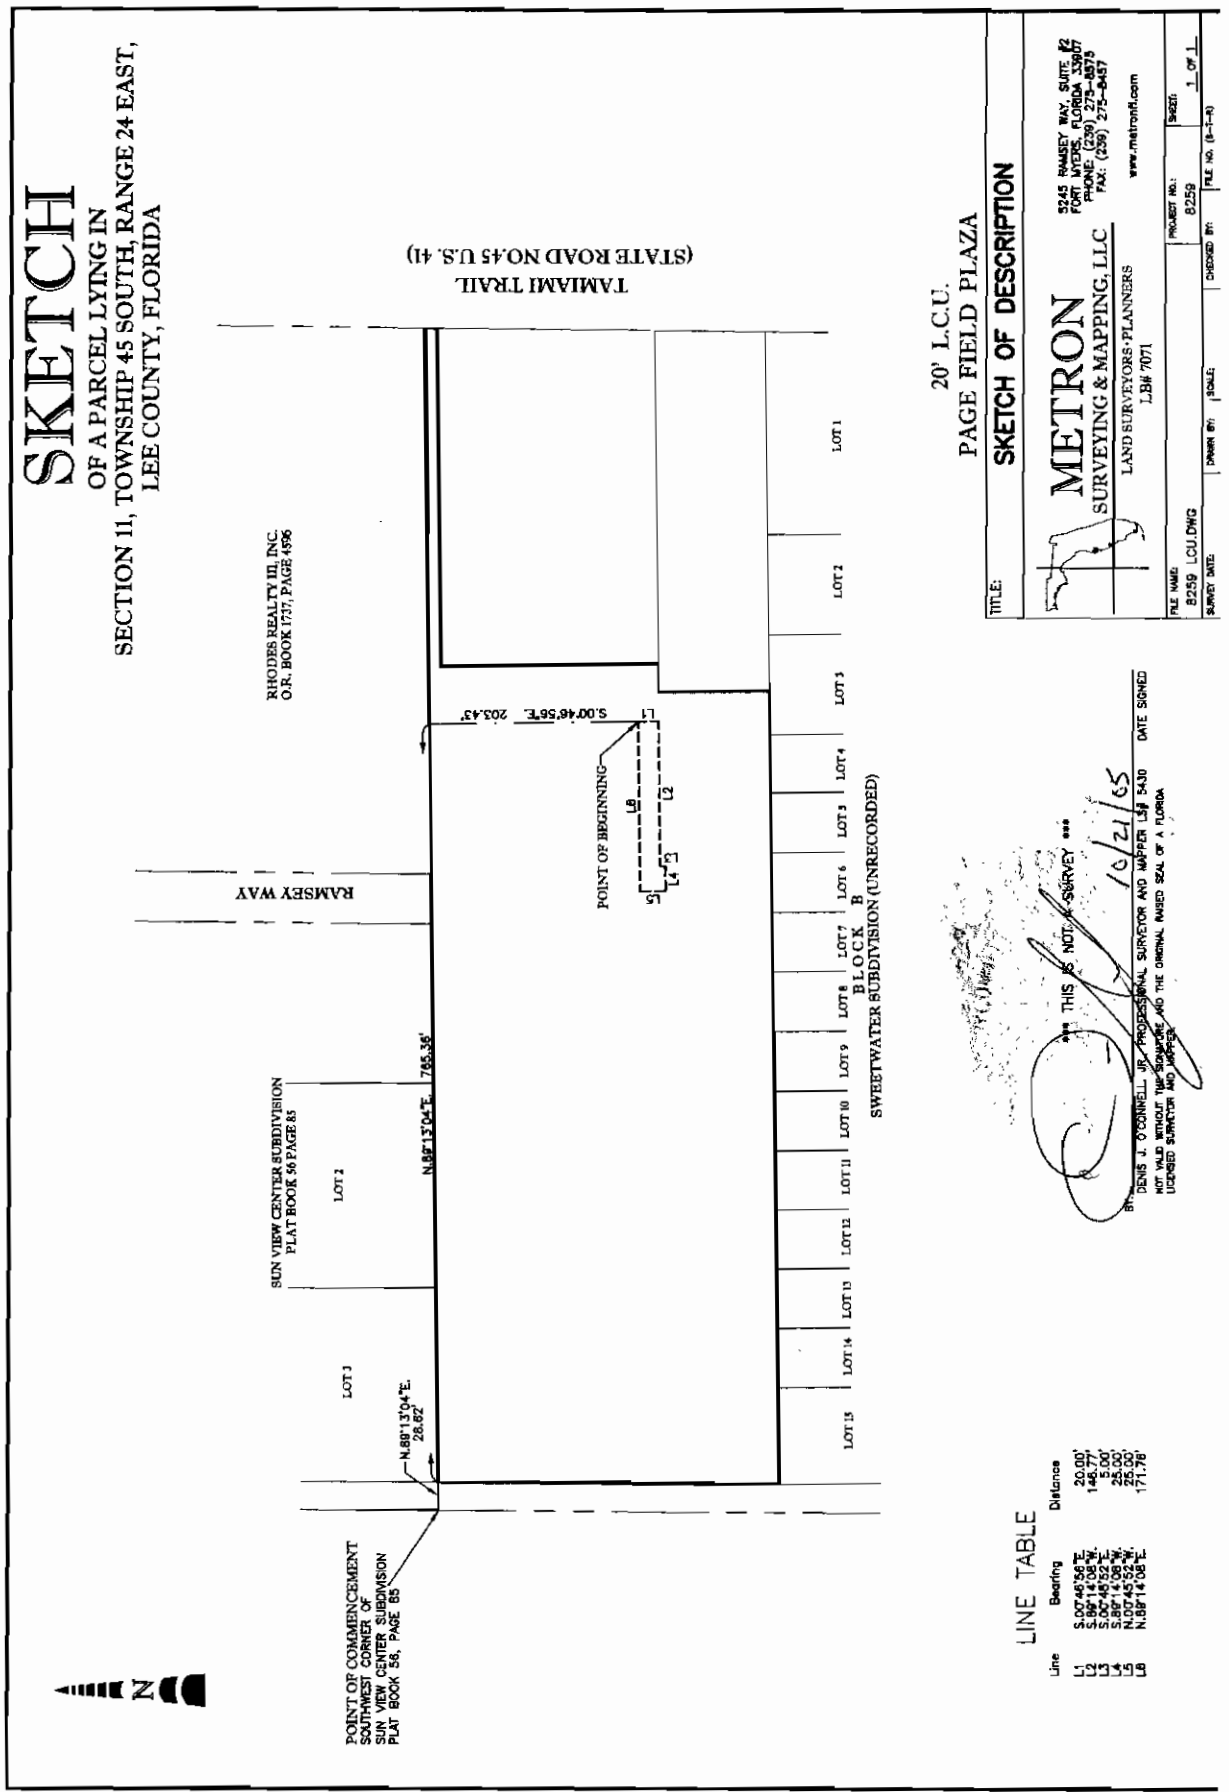 SKETCH
OF A PARCEL LYING IN
SECTION 11, TOWNSHIP 45 SOUTH, RANGE 24 EAST,
LEE COUNTY, FLORIDA
N
RHODES REALTY III, INC.
O.R. BOOK 1737, PAGE 4596
TAMIAMI TRAIL
(STATE ROAD NO.45 U.S. 41)
RAMSEY WAY
SUN VIEW CENTER SUBDIVISION
PLAT BOOK 56 PAGE 85
LOT 2
LOT 3
N.89°13'04"E.
28.62'
N.89°13'04"E. 765.36'
POINT OF COMMENCEMENT
SOUTHWEST CORNER OF
SUN VIEW CENTER SUBDIVISION
PLAT BOOK 56, PAGE 85
S.00°46'56"E. 203.43'
POINT OF BEGINNING
L1
L2
L3
L4
L5
L6
LOT 15
LOT 14
LOT 13
LOT 12
LOT 11
LOT 10
LOT 9
LOT 8
LOT 7
LOT 6
LOT 5
LOT 4
LOT 3
LOT 2
LOT 1
BLOCK B
SWEETWATER SUBDIVISION (UNRECORDED)
LINE TABLE
Line Bearing Distance
L1 S.00°46'56"E. 20.00'
L2 S.89°14'08"W. 146.77'
L3 S.00°45'52"E. 5.00'
L4 S.89°14'08"W. 25.00'
L5 N.00°45'52"W. 25.00'
L6 N.89°14'08"E. 171.76'
*** THIS IS NOT A SURVEY ***
10/21/05
BY:
DENIS J. O'CONNELL, JR. PROFESSIONAL SURVEYOR AND MAPPER LS# 5430 DATE SIGNED
NOT VALID WITHOUT THE SIGNATURE AND THE ORIGINAL RAISED SEAL OF A FLORIDA
LICENSED SURVEYOR AND MAPPER
20' L.C.U.
PAGE FIELD PLAZA
TITLE:
SKETCH OF DESCRIPTION
METRON
SURVEYING & MAPPING, LLC
LAND SURVEYORS·PLANNERS
LB# 7071
5245 RAMSEY WAY, SUITE #2
FORT MYERS, FLORIDA 33907
PHONE: (239) 275-8575
FAX: (239) 275-8457
www.metronfl.com
FILE NAME: PROJECT NO.: SHEET:
8259 LCU.DWG 8259 1 OF 1
SURVEY DATE: DRAWN BY: SCALE: CHECKED BY: FILE NO. (S-T-R)